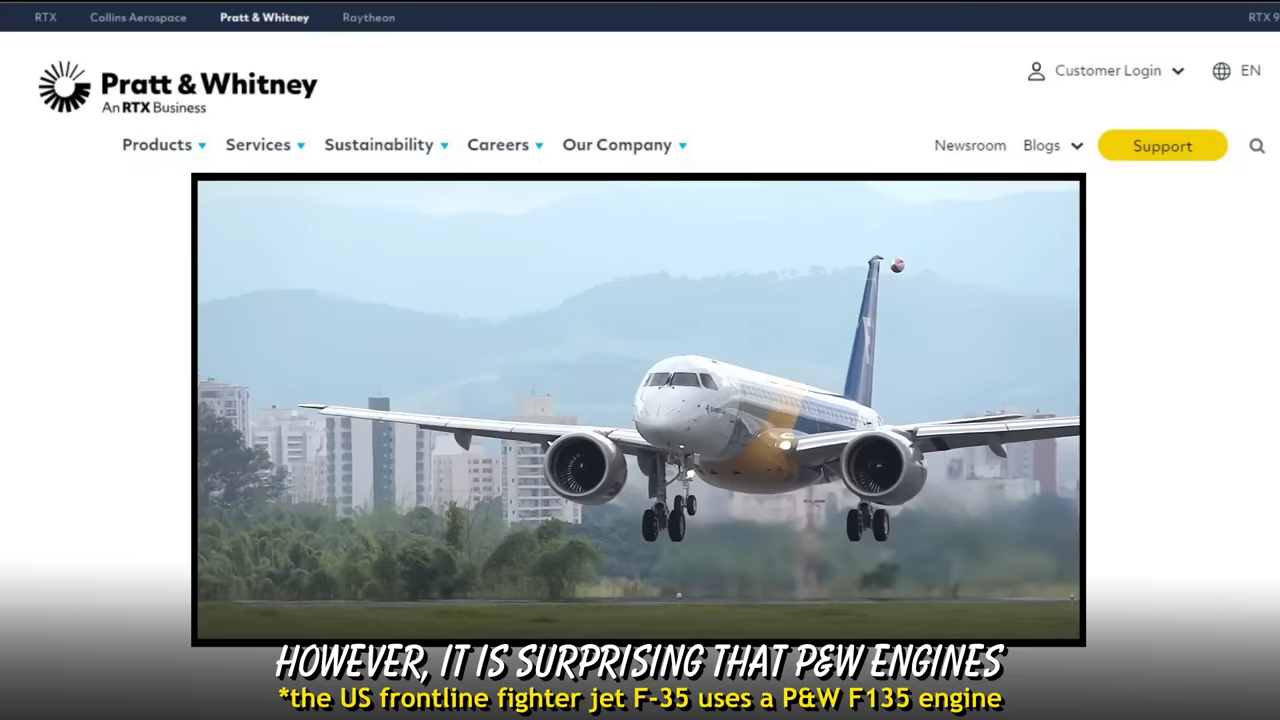 RTX Collins Aerospace Pratt & Whitney Raytheon RTX 9
Pratt & Whitney
An RTX Business
Customer Login EN
Products Services Sustainability Careers Our Company Newsroom Blogs Support
HOWEVER, IT IS SURPRISING THAT P&W ENGINES
*the US frontline fighter jet F-35 uses a P&W F135 engine